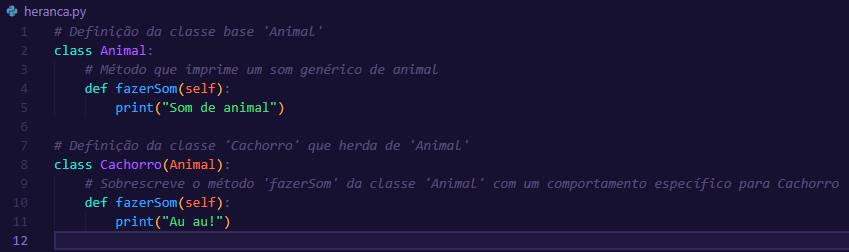 heranca.py
1 # Definição da classe base 'Animal'
2 class Animal:
3     # Método que imprime um som genérico de animal
4     def fazerSom(self):
5         print("Som de animal")
6
7 # Definição da classe 'Cachorro' que herda de 'Animal'
8 class Cachorro(Animal):
9     # Sobrescreve o método 'fazerSom' da classe 'Animal' com um comportamento específico para Cachorro
10     def fazerSom(self):
11         print("Au au!")
12